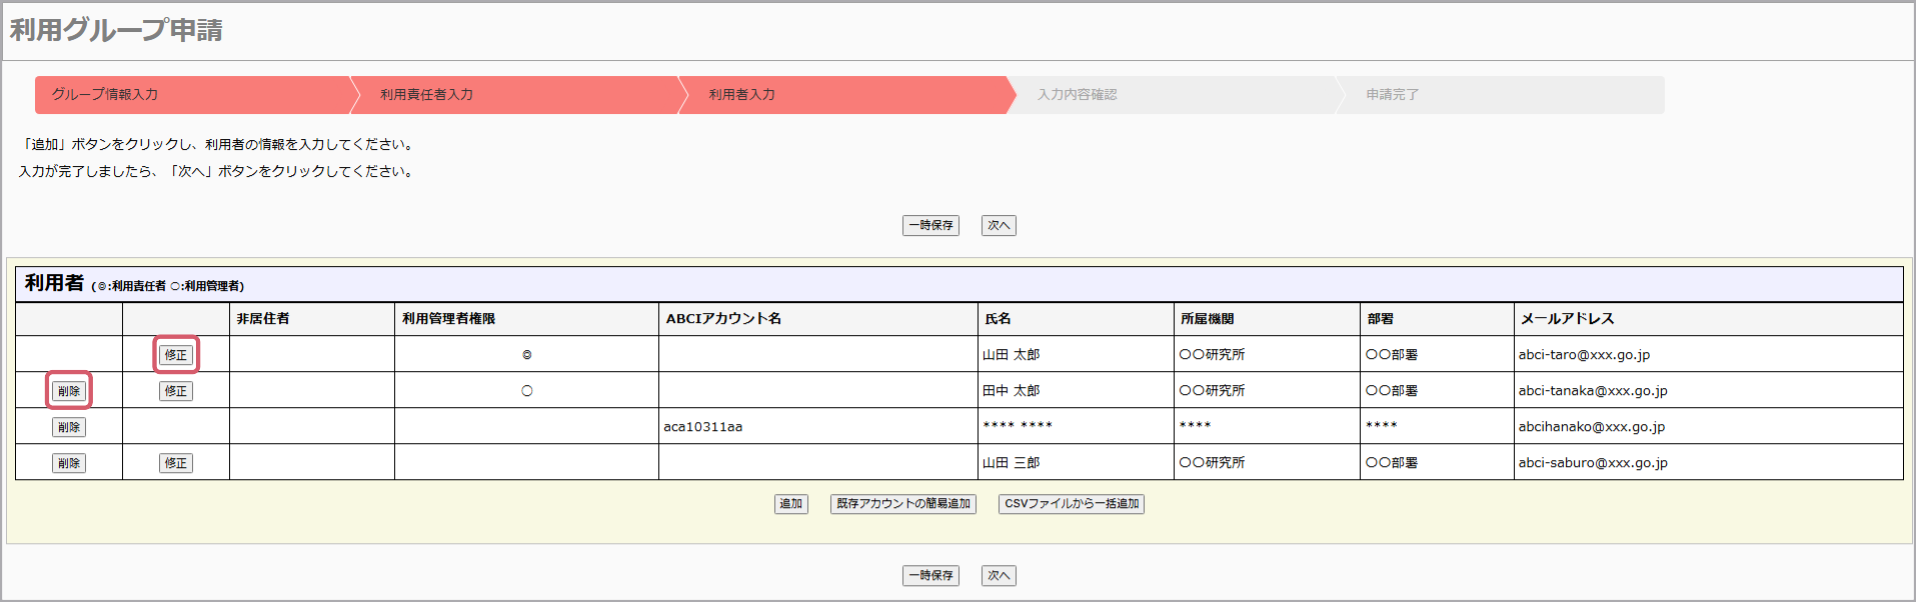 利用グループ申請
グループ情報入力 利用責任者入力 利用者入力 入力内容確認 申請完了
「追加」ボタンをクリックし、利用者の情報を入力してください。
入力が完了しましたら、「次へ」ボタンをクリックしてください。
一時保存 次へ
利用者 (◎:利用責任者 ○:利用管理者)
非居住者 利用管理者権限 ABCIアカウント名 氏名 所属機関 部署 メールアドレス
修正 ◎ 山田 太郎 〇〇研究所 〇〇部署 abci-taro@xxx.go.jp
削除 修正 ○ 田中 太郎 〇〇研究所 〇〇部署 abci-tanaka@xxx.go.jp
削除 aca10311aa **** **** **** **** abcihanako@xxx.go.jp
削除 修正 山田 三郎 〇〇研究所 〇〇部署 abci-saburo@xxx.go.jp
追加 既存アカウントの簡易追加 CSVファイルから一括追加
一時保存 次へ